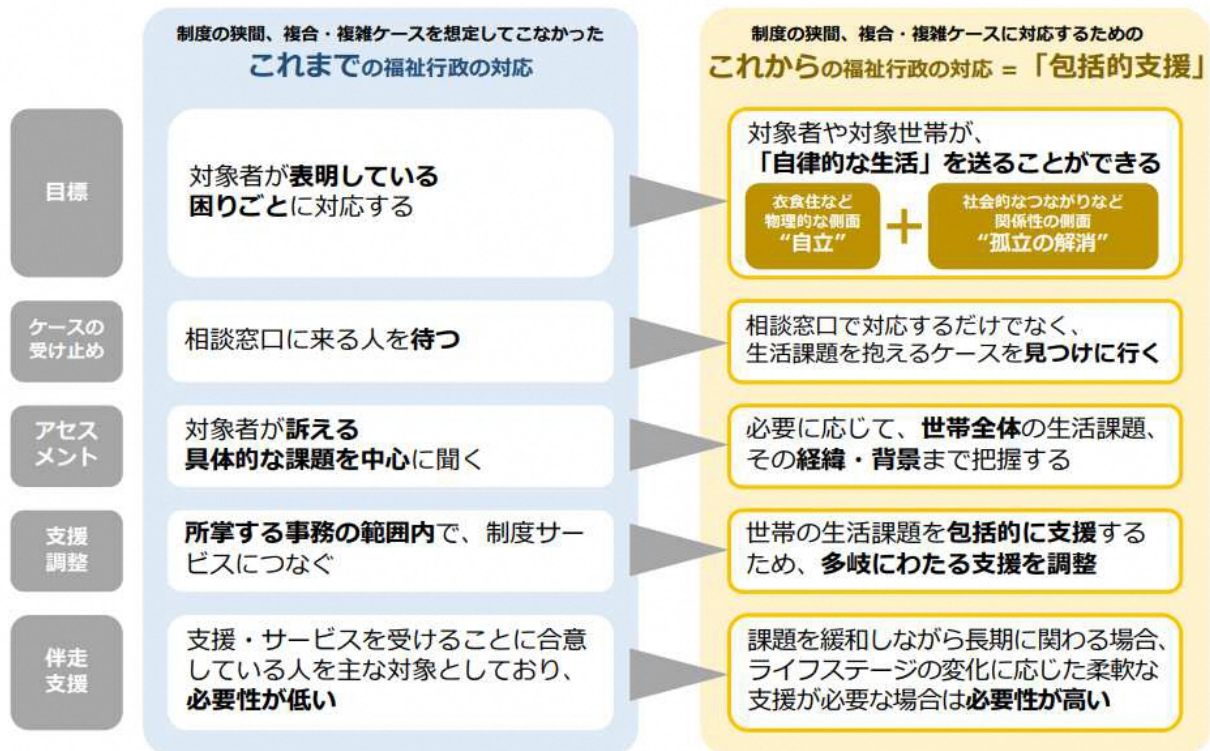 制度の狭間、複合・複雑ケースを想定してこなかった
これまでの福祉行政の対応
制度の狭間、複合・複雑ケースに対応するための
これからの福祉行政の対応 = 「包括的支援」
目標
対象者が表明している
困りごとに対応する
対象者や対象世帯が、
「自律的な生活」を送ることができる
衣食住など
物理的な側面
“自立”
+
社会的なつながりなど
関係性の側面
“孤立の解消”
ケースの
受け止め
相談窓口に来る人を待つ
相談窓口で対応するだけでなく、
生活課題を抱えるケースを見つけに行く
アセス
メント
対象者が訴える
具体的な課題を中心に聞く
必要に応じて、世帯全体の生活課題、
その経緯・背景まで把握する
支援
調整
所掌する事務の範囲内で、制度サー
ビスにつなぐ
世帯の生活課題を包括的に支援する
ため、多岐にわたる支援を調整
伴走
支援
支援・サービスを受けることに合意
している人を主な対象としており、
必要性が低い
課題を緩和しながら長期に関わる場合、
ライフステージの変化に応じた柔軟な
支援が必要な場合は必要性が高い